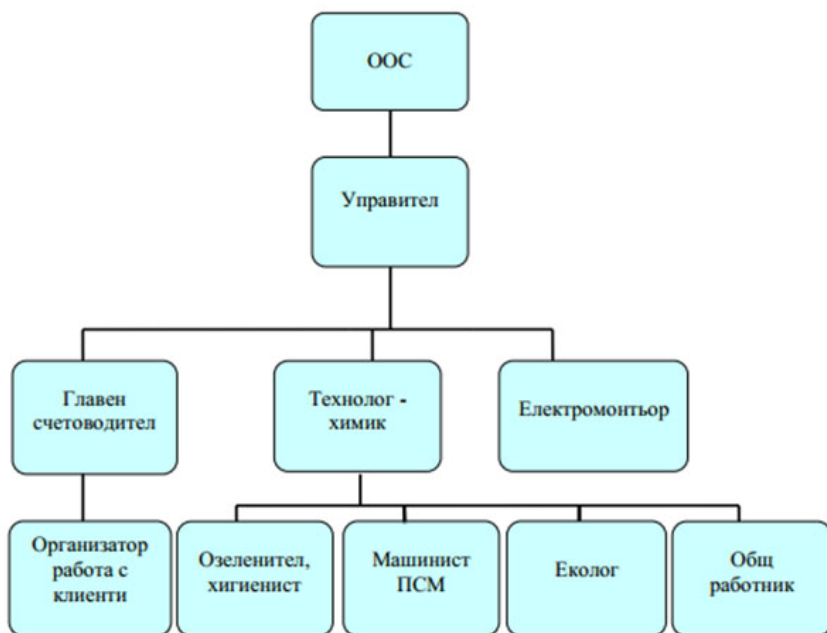 ООС
Управител
Главен
счетоводител
Технолог -
химик
Електромонтьор
Организатор
работа с
клиенти
Озеленител,
хигиенист
Машинист
ПСМ
Еколог
Общ
работник